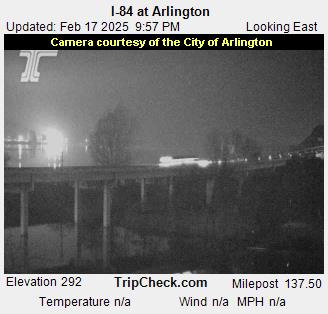 I-84 at Arlington
Updated: Feb 17 2025 9:57 PM Looking East
Camera courtesy of the City of Arlington
Elevation 292 TripCheck.com Milepost 137.50
Temperature n/a Wind n/a MPH n/a